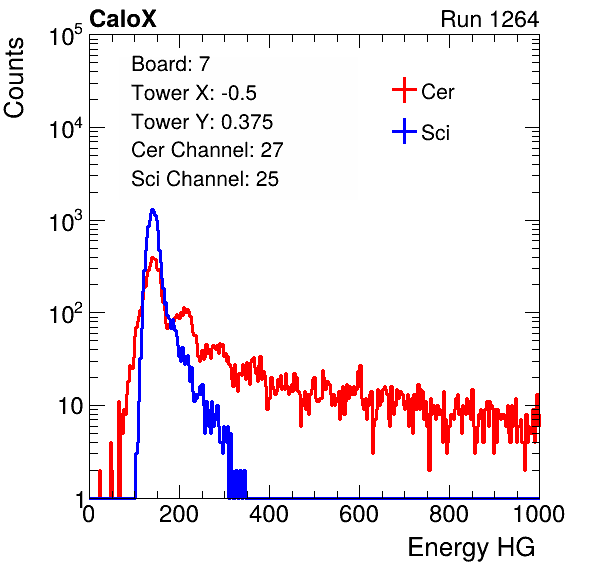 CaloX Run 1264
Counts
Board: 7
Tower X: -0.5
Tower Y: 0.375
Cer Channel: 27
Sci Channel: 25
Cer
Sci
10^5
10^4
10^3
10^2
10
1
0 200 400 600 800 1000
Energy HG